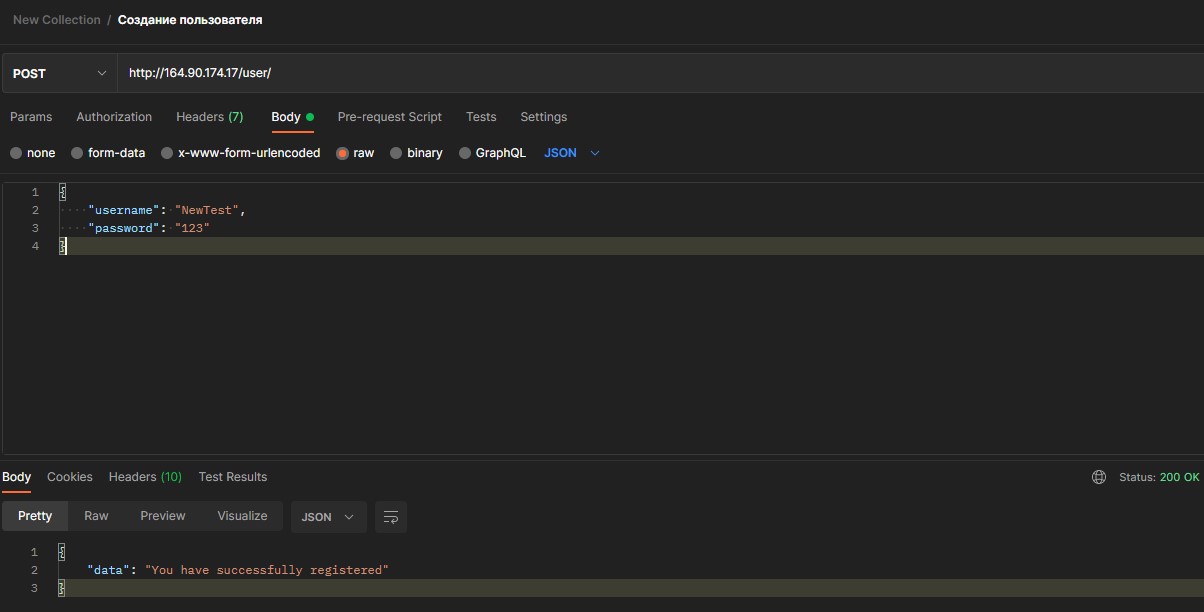 New Collection / Создание пользователя
POST http://164.90.174.17/user/
Params Authorization Headers (7) Body Pre-request Script Tests Settings
none form-data x-www-form-urlencoded raw binary GraphQL JSON
1 {
2 "username": "NewTest",
3 "password": "123"
4 }
Body Cookies Headers (10) Test Results Status: 200 OK
Pretty Raw Preview Visualize JSON
1 {
2 "data": "You have successfully registered"
3 }